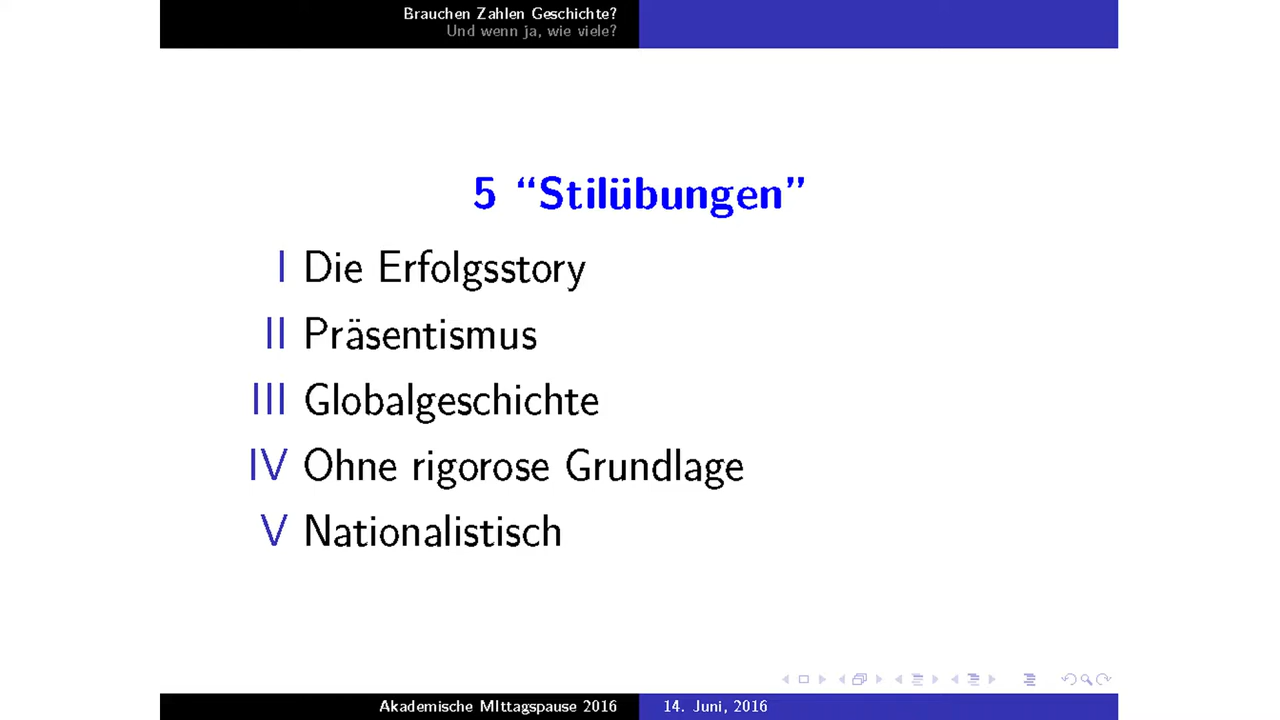 Brauchen Zahlen Geschichte?
Und wenn ja, wie viele?
5 “Stilübungen”
I Die Erfolgsstory
II Präsentismus
III Globalgeschichte
IV Ohne rigorose Grundlage
V Nationalistisch
Akademische MIttagspause 2016 14. Juni, 2016